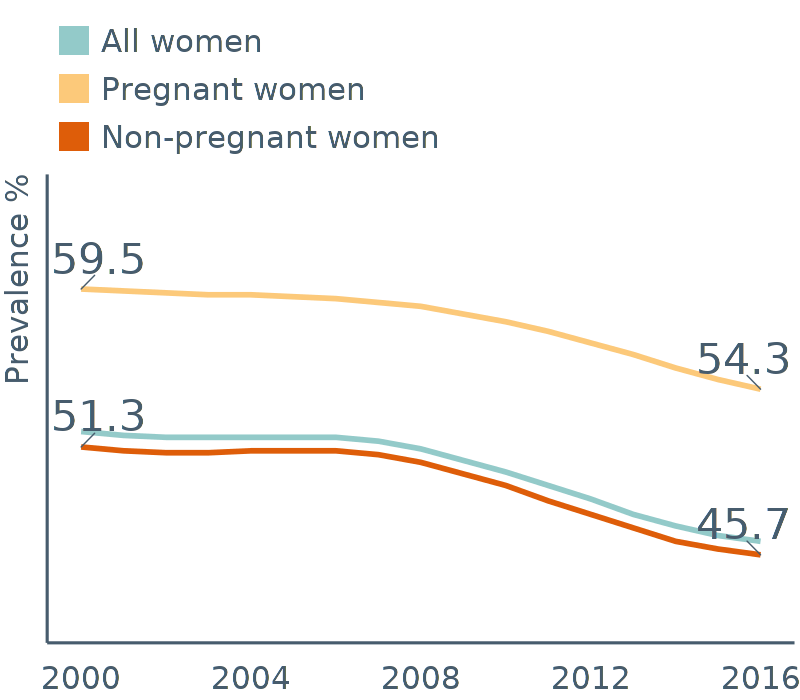 All women
Pregnant women
Non-pregnant women
Prevalence %
59.5
54.3
51.3
45.7
2000 2004 2008 2012 2016